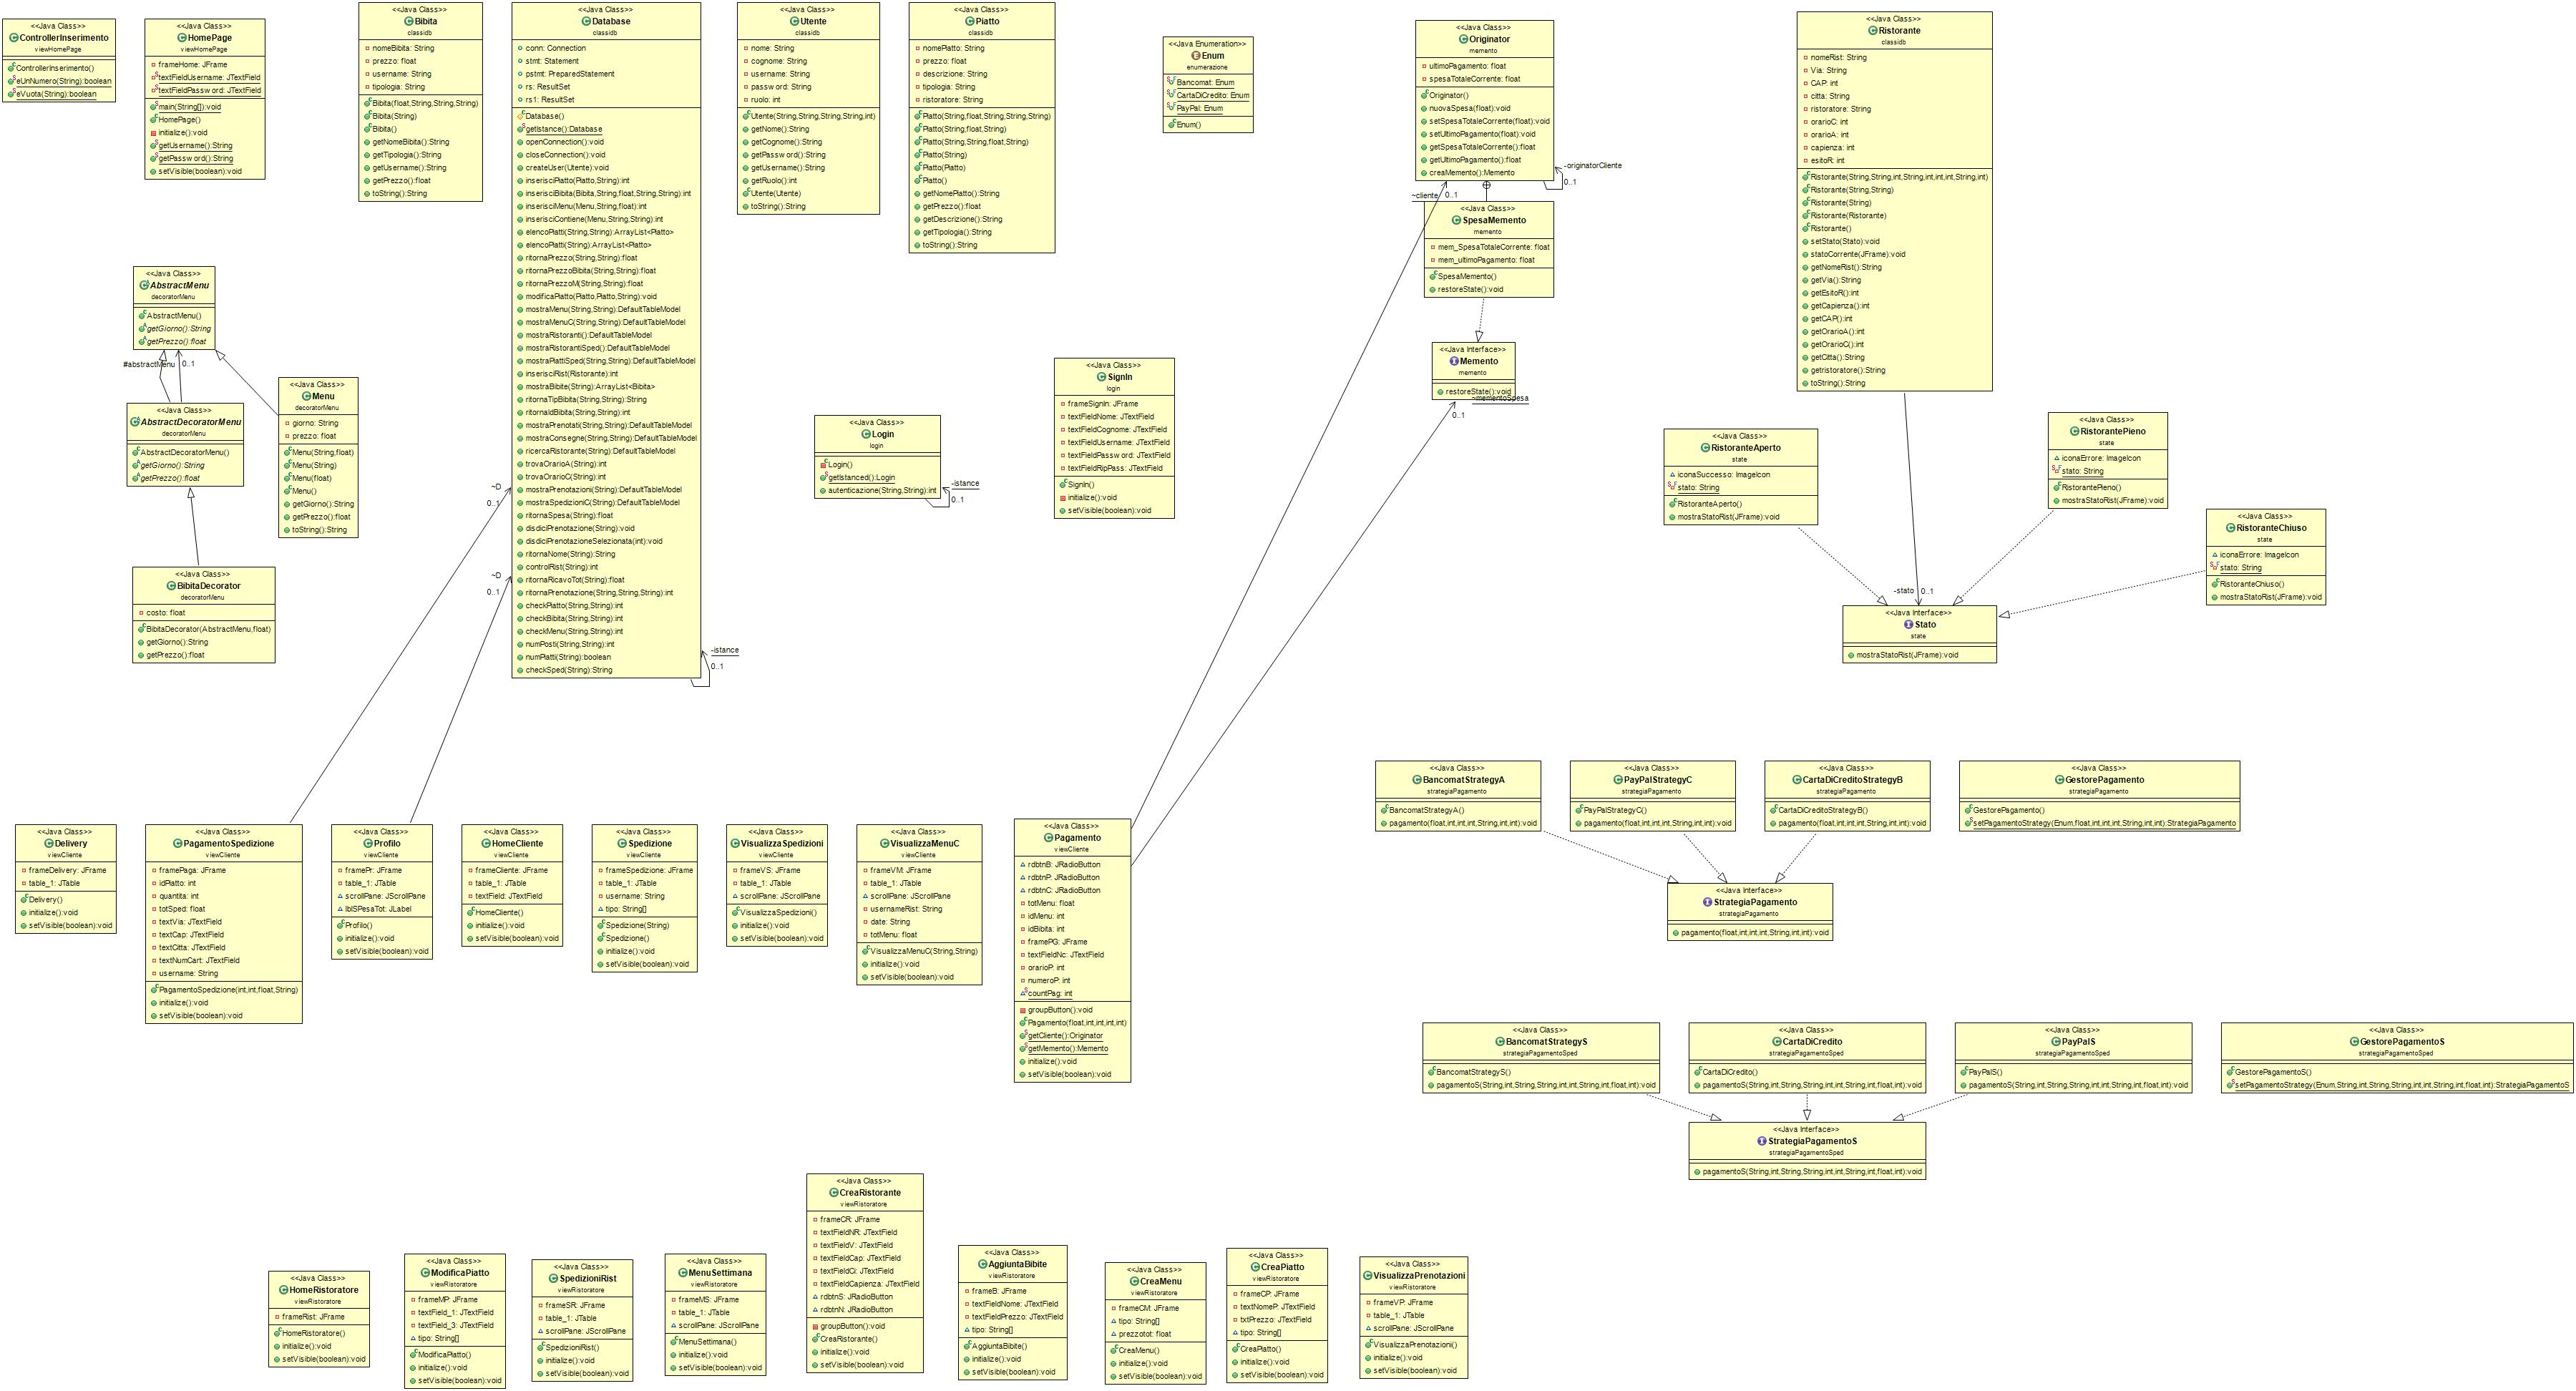 <<Java Class>>
ControllerInserimento
viewHomePage
ControllerInserimento()
eUnNumero(String):boolean
eVuota(String):boolean
<<Java Class>>
HomePage
viewHomePage
frameHome: JFrame
textFieldUsername: JTextField
textFieldPassword: JTextField
main(String[]):void
HomePage()
initialize():void
getUsername():String
getPassword():String
setVisible(boolean):void
<<Java Class>>
Bibita
classidb
nomeBibita: String
prezzo: float
username: String
tipologia: String
Bibita(float,String,String,String)
Bibita(String)
Bibita()
getNomeBibita():String
getTipologia():String
getUsername():String
getPrezzo():float
toString():String
<<Java Class>>
Database
classidb
conn: Connection
stmt: Statement
pstmt: PreparedStatement
rs: ResultSet
rs1: ResultSet
Database()
getIstance():Database
openConnection():void
closeConnection():void
createUser(Utente):void
inserisciPiatto(Piatto,String):int
inserisciBibita(Bibita,String,float,String,String):int
inserisciMenu(Menu,String,float):int
inserisciContiene(Menu,String,String):int
elencoPiatti(String,String):ArrayList<Piatto>
elencoPiatti(String):ArrayList<Piatto>
ritornaPrezzo(String,String):float
ritornaPrezzoBibita(String,String):float
ritornaPrezzoM(String,String):float
modificaPiatto(Piatto,Piatto,String):void
mostraMenu(String,String):DefaultTableModel
mostraMenuC(String,String):DefaultTableModel
mostraRistoranti():DefaultTableModel
mostraRistorantiSped():DefaultTableModel
mostraPiattiSped(String,String):DefaultTableModel
inserisciRist(Ristorante):int
mostraBibite(String):ArrayList<Bibita>
ritornaTipBibita(String,String):String
ritornaIdBibita(String,String):int
mostraPrenotati(String,String):DefaultTableModel
mostraConsegne(String,String):DefaultTableModel
ricercaRistorante(String):DefaultTableModel
trovaOrarioA(String):int
trovaOrarioC(String):int
mostraPrenotazioni(String):DefaultTableModel
mostraSpedizioniC(String):DefaultTableModel
ritornaSpesa(String):float
disdiciPrenotazione(String):void
disdiciPrenotazioneSelezionata(int):void
ritornaNome(String):String
controlRist(String):int
ritornaRicavoTot(String):float
ritornaPrenotazione(String,String,String):int
checkPiatto(String,String):int
checkBibita(String,String):int
checkMenu(String,String):int
numPosti(String,String):int
numPiatti(String):boolean
checkSped(String):String
-istance
0..1
<<Java Class>>
Utente
classidb
nome: String
cognome: String
username: String
password: String
ruolo: int
Utente(String,String,String,String,int)
getNome():String
getCognome():String
getPassword():String
getUsername():String
getRuolo():int
Utente(Utente)
toString():String
<<Java Class>>
Piatto
classidb
nomePiatto: String
prezzo: float
descrizione: String
tipologia: String
ristoratore: String
Piatto(String,float,String,String,String)
Piatto(String,float,String)
Piatto(String,String,float,String)
Piatto(String)
Piatto(Piatto)
Piatto()
getNomePiatto():String
getPrezzo():float
getDescrizione():String
getTipologia():String
toString():String
<<Java Enumeration>>
Enum
enumerazione
Bancomat: Enum
CartaDiCredito: Enum
PayPal: Enum
Enum()
<<Java Class>>
Originator
memento
ultimoPagamento: float
spesaTotaleCorrente: float
Originator()
nuovaSpesa(float):void
setSpesaTotaleCorrente(float):void
setUltimoPagamento(float):void
getSpesaTotaleCorrente():float
getUltimoPagamento():float
creaMemento():Memento
-originatorCliente
0..1
~cliente
0..1
<<Java Class>>
SpesaMemento
memento
mem_SpesaTotaleCorrente: float
mem_ultimoPagamento: float
SpesaMemento()
restoreState():void
<<Java Interface>>
Memento
memento
restoreState():void
~mementoSpesa
0..1
<<Java Class>>
Ristorante
classidb
nomeRist: String
Via: String
CAP: int
citta: String
ristoratore: String
orarioC: int
orarioA: int
capienza: int
esitoR: int
Ristorante(String,String,int,String,int,int,int,String,int)
Ristorante(String,String)
Ristorante(String)
Ristorante(Ristorante)
Ristorante()
setStato(Stato):void
statoCorrente(JFrame):void
getNomeRist():String
getVia():String
getEsitoR():int
getCapienza():int
getCAP():int
getOrarioA():int
getOrarioC():int
getCitta():String
getristoratore():String
toString():String
<<Java Class>>
AbstractMenu
decoratorMenu
AbstractMenu()
getGiorno():String
getPrezzo():float
#abstractMenu
0..1
<<Java Class>>
AbstractDecoratorMenu
decoratorMenu
AbstractDecoratorMenu()
getGiorno():String
getPrezzo():float
<<Java Class>>
Menu
decoratorMenu
giorno: String
prezzo: float
Menu(String,float)
Menu(String)
Menu(float)
Menu()
getGiorno():String
getPrezzo():float
toString():String
<<Java Class>>
BibitaDecorator
decoratorMenu
costo: float
BibitaDecorator(AbstractMenu,float)
getGiorno():String
getPrezzo():float
~D
0..1
~D
0..1
<<Java Class>>
Login
login
Login()
getIstanced():Login
autenticazione(String,String):int
-istance
0..1
<<Java Class>>
SignIn
login
frameSignIn: JFrame
textFieldNome: JTextField
textFieldCognome: JTextField
textFieldUsername: JTextField
textFieldPassword: JTextField
textFieldRipPass: JTextField
SignIn()
initialize():void
setVisible(boolean):void
<<Java Class>>
RistoranteAperto
state
iconaSuccesso: ImageIcon
stato: String
RistoranteAperto()
mostraStatoRist(JFrame):void
<<Java Class>>
RistorantePieno
state
iconaErrore: ImageIcon
stato: String
RistorantePieno()
mostraStatoRist(JFrame):void
<<Java Class>>
RistoranteChiuso
state
iconaErrore: ImageIcon
stato: String
RistoranteChiuso()
mostraStatoRist(JFrame):void
-stato
0..1
<<Java Interface>>
Stato
state
mostraStatoRist(JFrame):void
<<Java Class>>
BancomatStrategyA
strategiaPagamento
BancomatStrategyA()
pagamento(float,int,int,int,String,int,int):void
<<Java Class>>
PayPalStrategyC
strategiaPagamento
PayPalStrategyC()
pagamento(float,int,int,int,String,int,int):void
<<Java Class>>
CartaDiCreditoStrategyB
strategiaPagamento
CartaDiCreditoStrategyB()
pagamento(float,int,int,int,String,int,int):void
<<Java Class>>
GestorePagamento
strategiaPagamento
GestorePagamento()
setPagamentoStrategy(Enum,float,int,int,int,String,int,int):StrategiaPagamento
<<Java Interface>>
StrategiaPagamento
strategiaPagamento
pagamento(float,int,int,int,String,int,int):void
<<Java Class>>
Delivery
viewCliente
frameDelivery: JFrame
table_1: JTable
Delivery()
initialize():void
setVisible(boolean):void
<<Java Class>>
PagamentoSpedizione
viewCliente
framePaga: JFrame
idPiatto: int
quantita: int
totSped: float
textVia: JTextField
textCap: JTextField
textCitta: JTextField
textNumCart: JTextField
username: String
PagamentoSpedizione(int,int,float,String)
initialize():void
setVisible(boolean):void
<<Java Class>>
Profilo
viewCliente
framePr: JFrame
table_1: JTable
scrollPane: JScrollPane
lblSPesaTot: JLabel
Profilo()
initialize():void
setVisible(boolean):void
<<Java Class>>
HomeCliente
viewCliente
frameCliente: JFrame
table_1: JTable
textField: JTextField
HomeCliente()
initialize():void
setVisible(boolean):void
<<Java Class>>
Spedizione
viewCliente
frameSpedizione: JFrame
table_1: JTable
username: String
tipo: String[]
Spedizione(String)
Spedizione()
initialize():void
setVisible(boolean):void
<<Java Class>>
VisualizzaSpedizioni
viewCliente
frameVS: JFrame
table_1: JTable
scrollPane: JScrollPane
VisualizzaSpedizioni()
initialize():void
setVisible(boolean):void
<<Java Class>>
VisualizzaMenuC
viewCliente
frameVM: JFrame
table_1: JTable
scrollPane: JScrollPane
usernameRist: String
date: String
totMenu: float
VisualizzaMenuC(String,String)
initialize():void
setVisible(boolean):void
<<Java Class>>
Pagamento
viewCliente
rdbtnB: JRadioButton
rdbtnP: JRadioButton
rdbtnC: JRadioButton
totMenu: float
idMenu: int
idBibita: int
framePG: JFrame
textFieldNc: JTextField
orarioP: int
numeroP: int
countPag: int
groupButton():void
Pagamento(float,int,int,int,int)
getCliente():Originator
getMemento():Memento
initialize():void
setVisible(boolean):void
<<Java Class>>
BancomatStrategyS
strategiaPagamentoSped
BancomatStrategyS()
pagamentoS(String,int,String,String,int,int,String,int,float,int):void
<<Java Class>>
CartaDiCredito
strategiaPagamentoSped
CartaDiCredito()
pagamentoS(String,int,String,String,int,int,String,int,float,int):void
<<Java Class>>
PayPalS
strategiaPagamentoSped
PayPalS()
pagamentoS(String,int,String,String,int,int,String,int,float,int):void
<<Java Class>>
GestorePagamentoS
strategiaPagamentoSped
GestorePagamentoS()
setPagamentoStrategy(Enum,String,int,String,String,int,int,String,int,float,int):StrategiaPagamentoS
<<Java Interface>>
StrategiaPagamentoS
strategiaPagamentoSped
pagamentoS(String,int,String,String,int,int,String,int,float,int):void
<<Java Class>>
HomeRistoratore
viewRistoratore
frameRist: JFrame
HomeRistoratore()
initialize():void
setVisible(boolean):void
<<Java Class>>
ModificaPiatto
viewRistoratore
frameMP: JFrame
textField_1: JTextField
textField_3: JTextField
tipo: String[]
ModificaPiatto()
initialize():void
setVisible(boolean):void
<<Java Class>>
SpedizioniRist
viewRistoratore
frameSR: JFrame
table_1: JTable
scrollPane: JScrollPane
SpedizioniRist()
initialize():void
setVisible(boolean):void
<<Java Class>>
MenuSettimana
viewRistoratore
frameMS: JFrame
table_1: JTable
scrollPane: JScrollPane
MenuSettimana()
initialize():void
setVisible(boolean):void
<<Java Class>>
CreaRistorante
viewRistoratore
frameCR: JFrame
textFieldNR: JTextField
textFieldV: JTextField
textFieldCap: JTextField
textFieldCi: JTextField
textFieldCapienza: JTextField
rdbtnS: JRadioButton
rdbtnN: JRadioButton
groupButton():void
CreaRistorante()
initialize():void
setVisible(boolean):void
<<Java Class>>
AggiuntaBibite
viewRistoratore
frameB: JFrame
textFieldNome: JTextField
textFieldPrezzo: JTextField
tipo: String[]
AggiuntaBibite()
initialize():void
setVisible(boolean):void
<<Java Class>>
CreaMenu
viewRistoratore
frameCM: JFrame
tipo: String[]
prezzotot: float
CreaMenu()
initialize():void
setVisible(boolean):void
<<Java Class>>
CreaPiatto
viewRistoratore
frameCP: JFrame
textNomeP: JTextField
txtPrezzo: JTextField
tipo: String[]
CreaPiatto()
initialize():void
setVisible(boolean):void
<<Java Class>>
VisualizzaPrenotazioni
viewRistoratore
frameVP: JFrame
table_1: JTable
scrollPane: JScrollPane
VisualizzaPrenotazioni()
initialize():void
setVisible(boolean):void